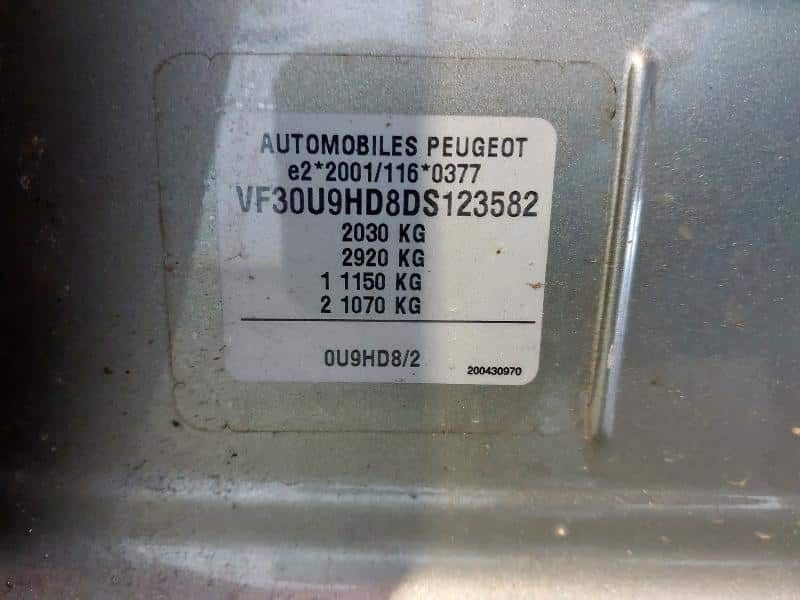 AUTOMOBILES PEUGEOT
e2*2001/116*0377
VF30U9HD8DS123582
2030 KG
2920 KG
1 1150 KG
2 1070 KG
0U9HD8/2
200430970